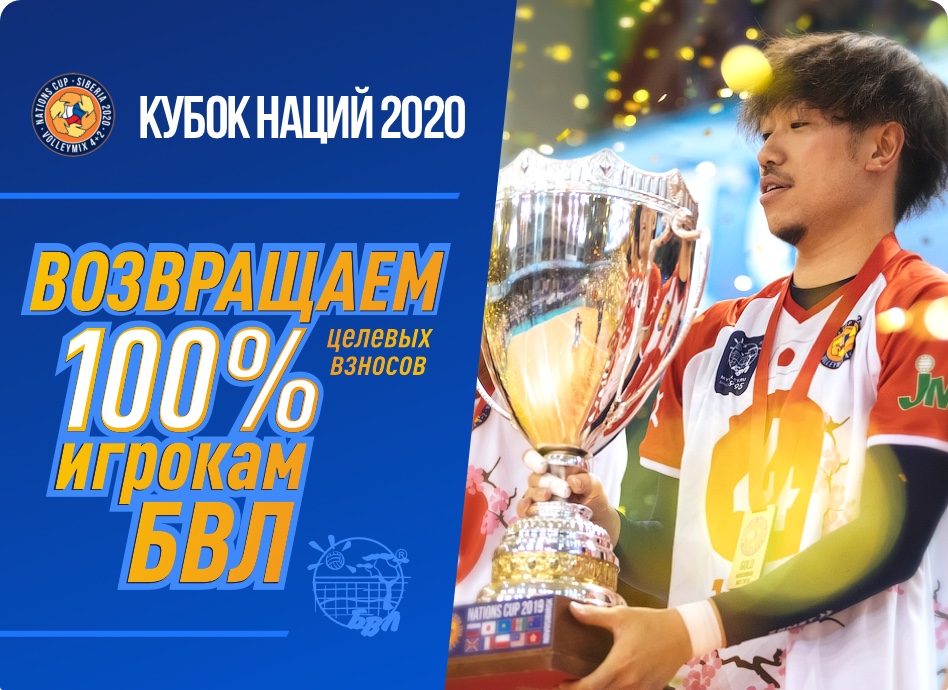 NATIONS CUP · SIBERIA 2020 · VOLLEYMIX 4+2 ·
КУБОК НАЦИЙ 2020
ВОЗВРАЩАЕМ
100%
целевых
взносов
игрокам
БВЛ
®
БВЛ
NATIONS CUP 2019
GOLD